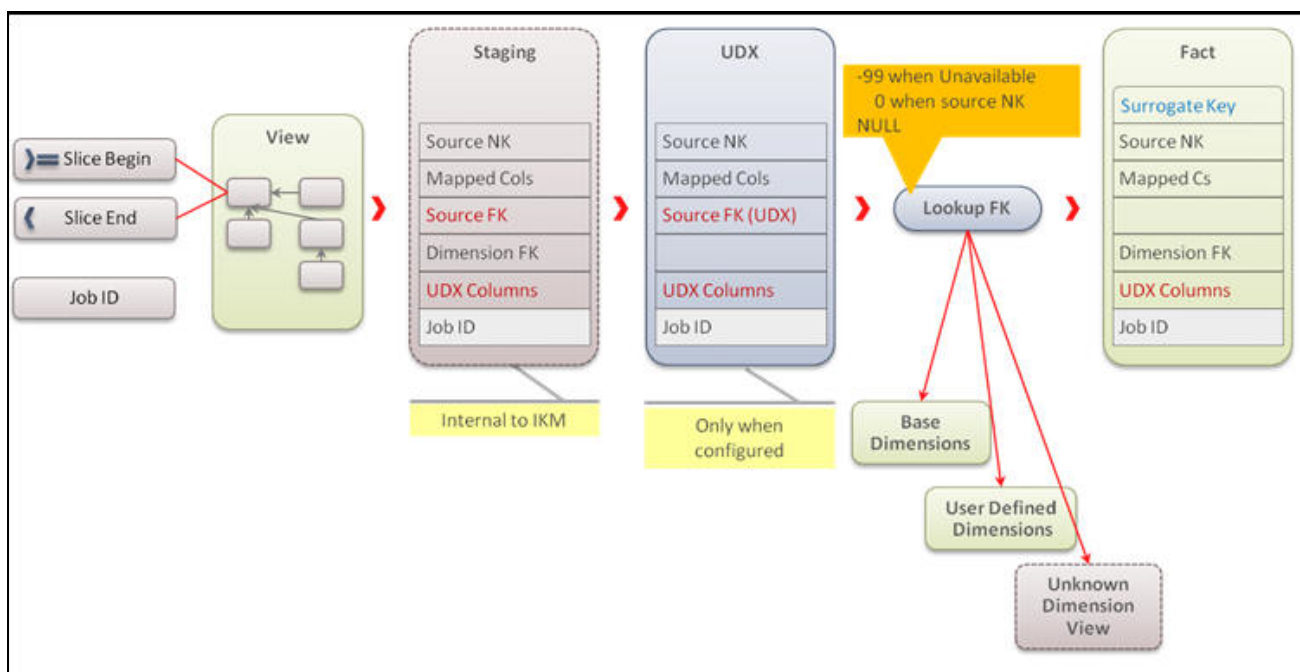 Slice Begin
Slice End
Job ID
View
Staging
Source NK
Mapped Cols
Source FK
Dimension FK
UDX Columns
Job ID
Internal to IKM
UDX
Source NK
Mapped Cols
Source FK (UDX)
UDX Columns
Job ID
Only when
configured
-99 when Unavailable
0 when source NK
NULL
Lookup FK
Base
Dimensions
User Defined
Dimensions
Unknown
Dimension
View
Fact
Surrogate Key
Source NK
Mapped Cs
Dimension FK
UDX Columns
Job ID